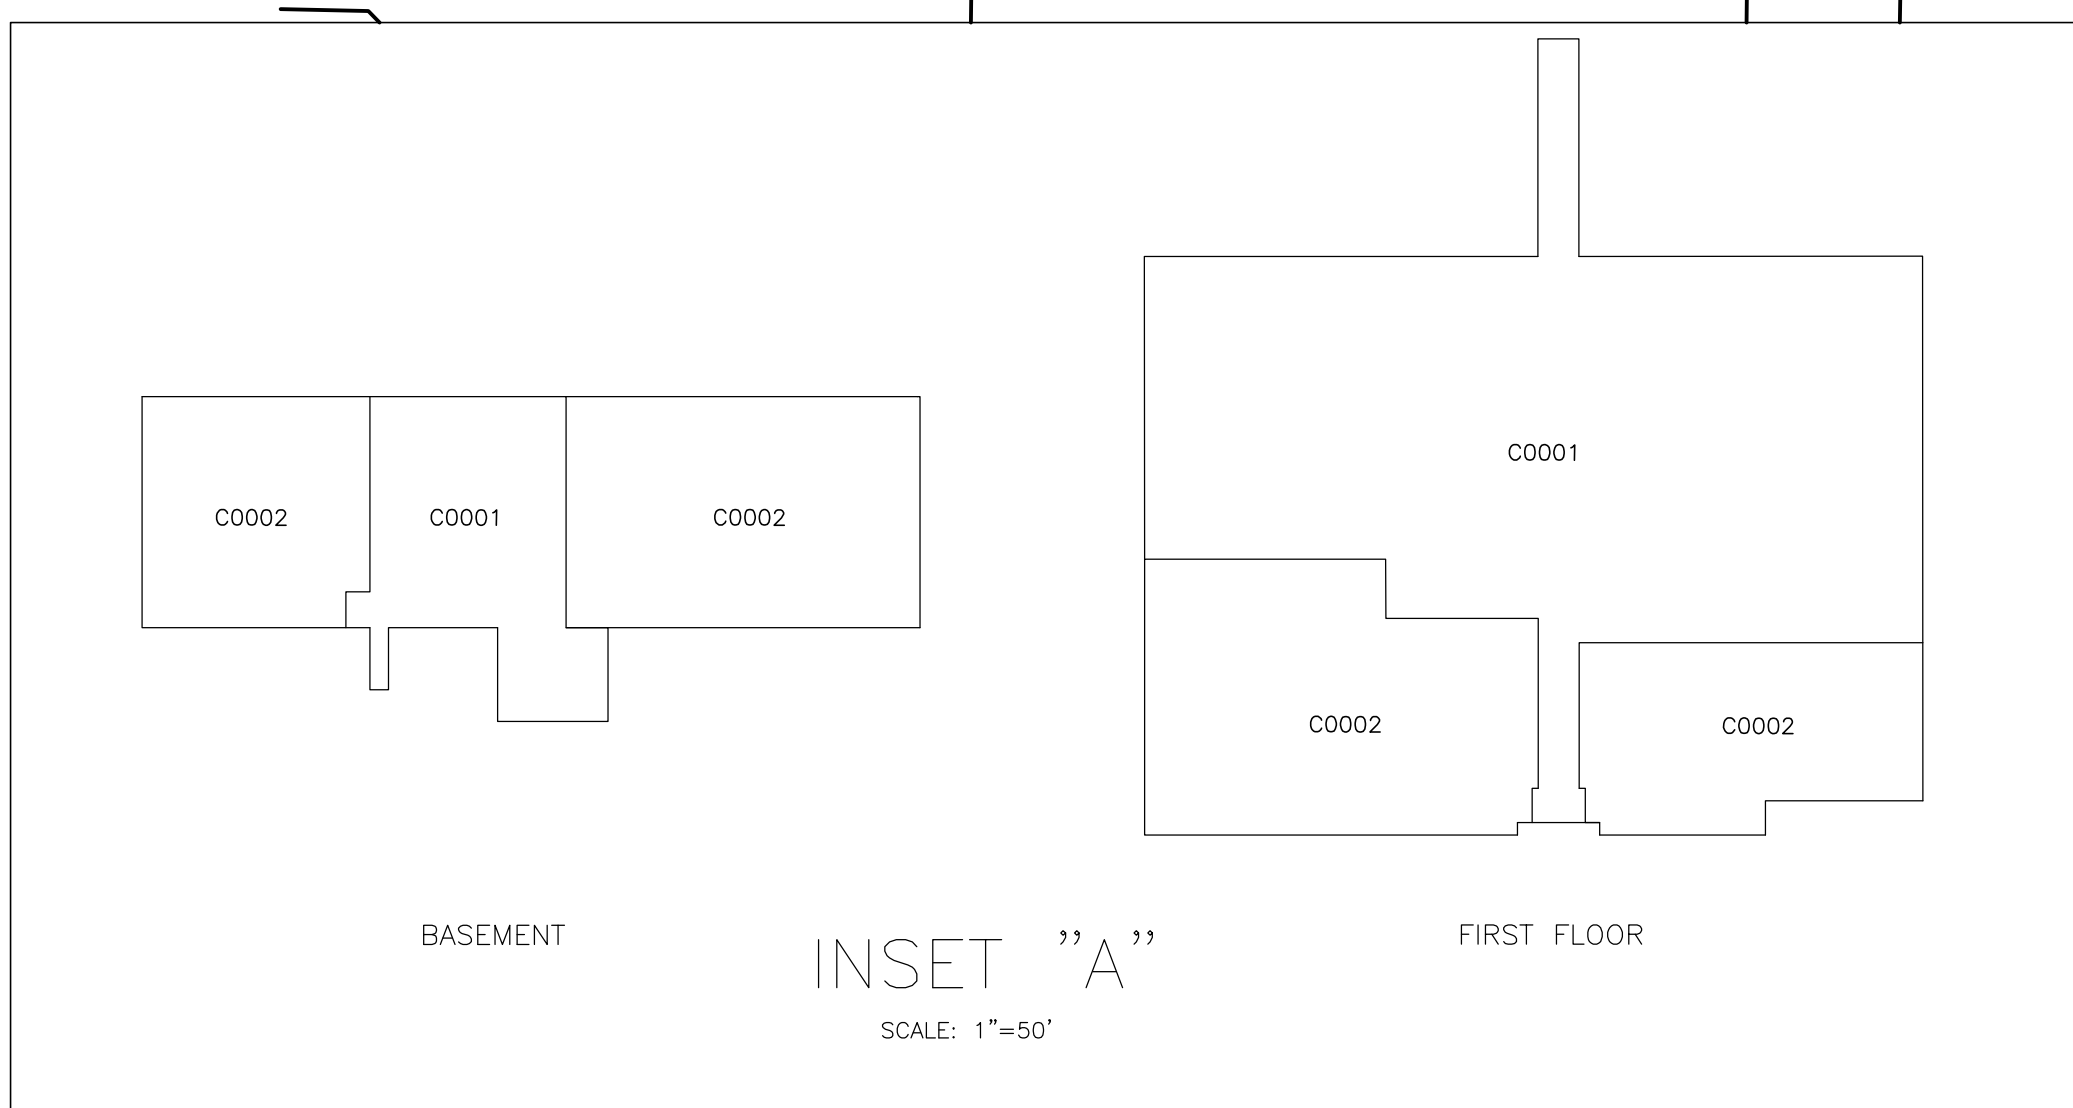 C0001
C0002
C0001
C0002
C0002
C0002
BASEMENT
FIRST FLOOR
INSET "A"
SCALE: 1"=50'